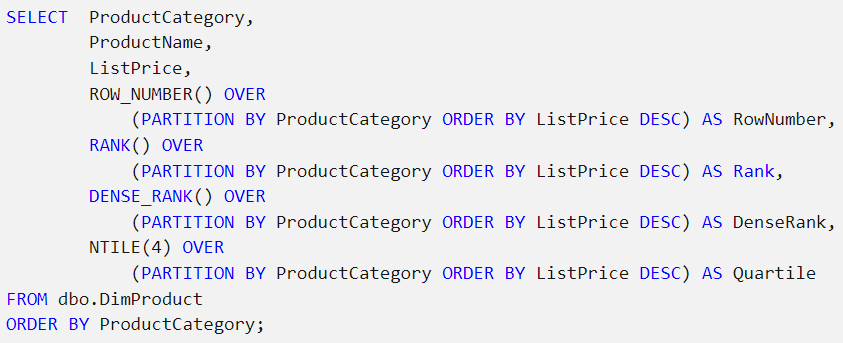 SELECT  ProductCategory,
        ProductName,
        ListPrice,
        ROW_NUMBER() OVER
            (PARTITION BY ProductCategory ORDER BY ListPrice DESC) AS RowNumber,
        RANK() OVER
            (PARTITION BY ProductCategory ORDER BY ListPrice DESC) AS Rank,
        DENSE_RANK() OVER
            (PARTITION BY ProductCategory ORDER BY ListPrice DESC) AS DenseRank,
        NTILE(4) OVER
            (PARTITION BY ProductCategory ORDER BY ListPrice DESC) AS Quartile
FROM dbo.DimProduct
ORDER BY ProductCategory;